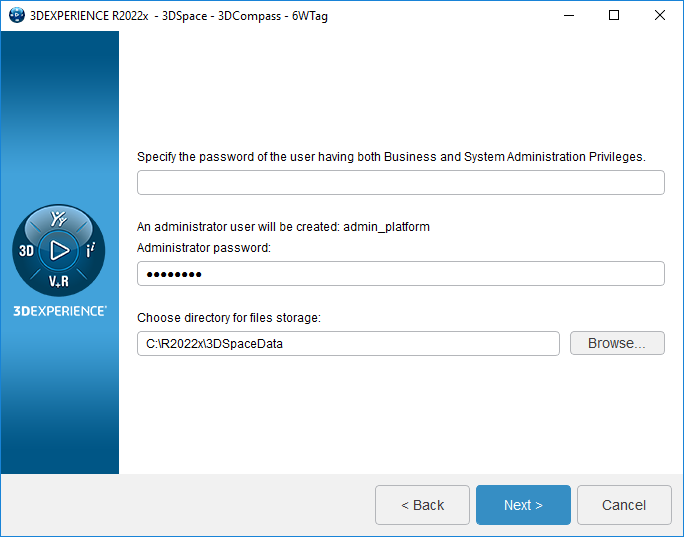 3DEXPERIENCE R2022x - 3DSpace - 3DCompass - 6WTag
Specify the password of the user having both Business and System Administration Privileges.
An administrator user will be created: admin_platform
Administrator password:
●●●●●●●●
Choose directory for files storage:
C:\R2022x\3DSpaceData
Browse...
3D
i
V+R
3DEXPERIENCE
< Back
Next >
Cancel